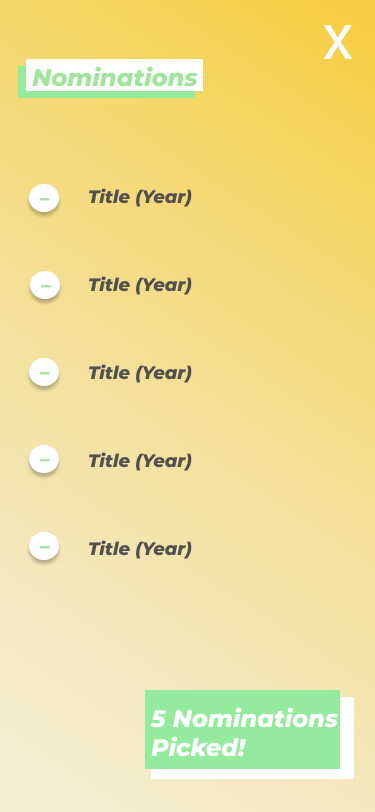 X
Nominations
– Title (Year)
– Title (Year)
– Title (Year)
– Title (Year)
– Title (Year)
5 Nominations
Picked!